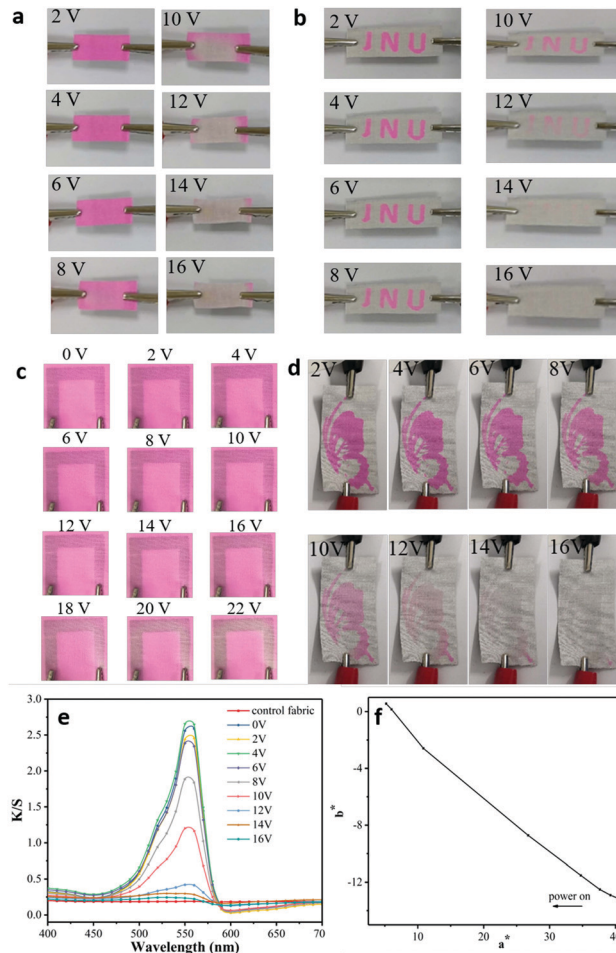 a
2 V 10 V
4 V 12 V
6 V 14 V
8 V 16 V
b
2 V 10 V
JNU JNU
4 V 12 V
JNU JNU
6 V 14 V
JNU
8 V 16 V
JNU
c
0 V 2 V 4 V
6 V 8 V 10 V
12 V 14 V 16 V
18 V 20 V 22 V
d
2V 4V 6V 8V
10V 12V 14V 16V
e
K/S
3.0
2.5
2.0
1.5
1.0
0.5
0.0
400 450 500 550 600 650 70
Wavelength (nm)
control fabric
0V
2V
4V
6V
8V
10V
12V
14V
16V
f
b*
0
-4
-8
-12
10 20 30 40
a*
power on